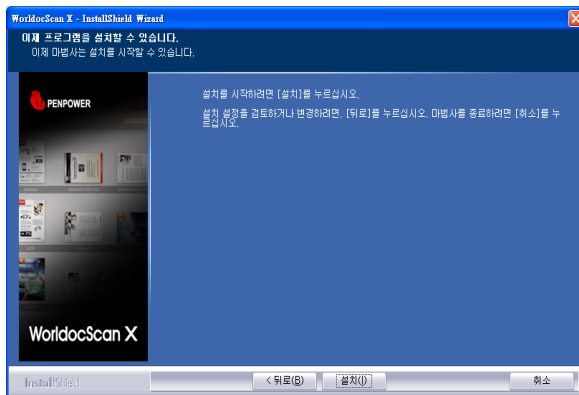 WorldocScan X - InstallShield Wizard
이제 프로그램을 설치할 수 있습니다.
이제 마법사는 설치를 시작할 수 있습니다.
PENPOWER
설치를 시작하려면 [설치]를 누르십시오.
설치 설정을 검토하거나 변경하려면, [뒤로]를 누르십시오. 마법사를 종료하려면 [취소]를 누
르십시오.
WorldocScan X
InstallShield
< 뒤로(B)
설치(I)
취소